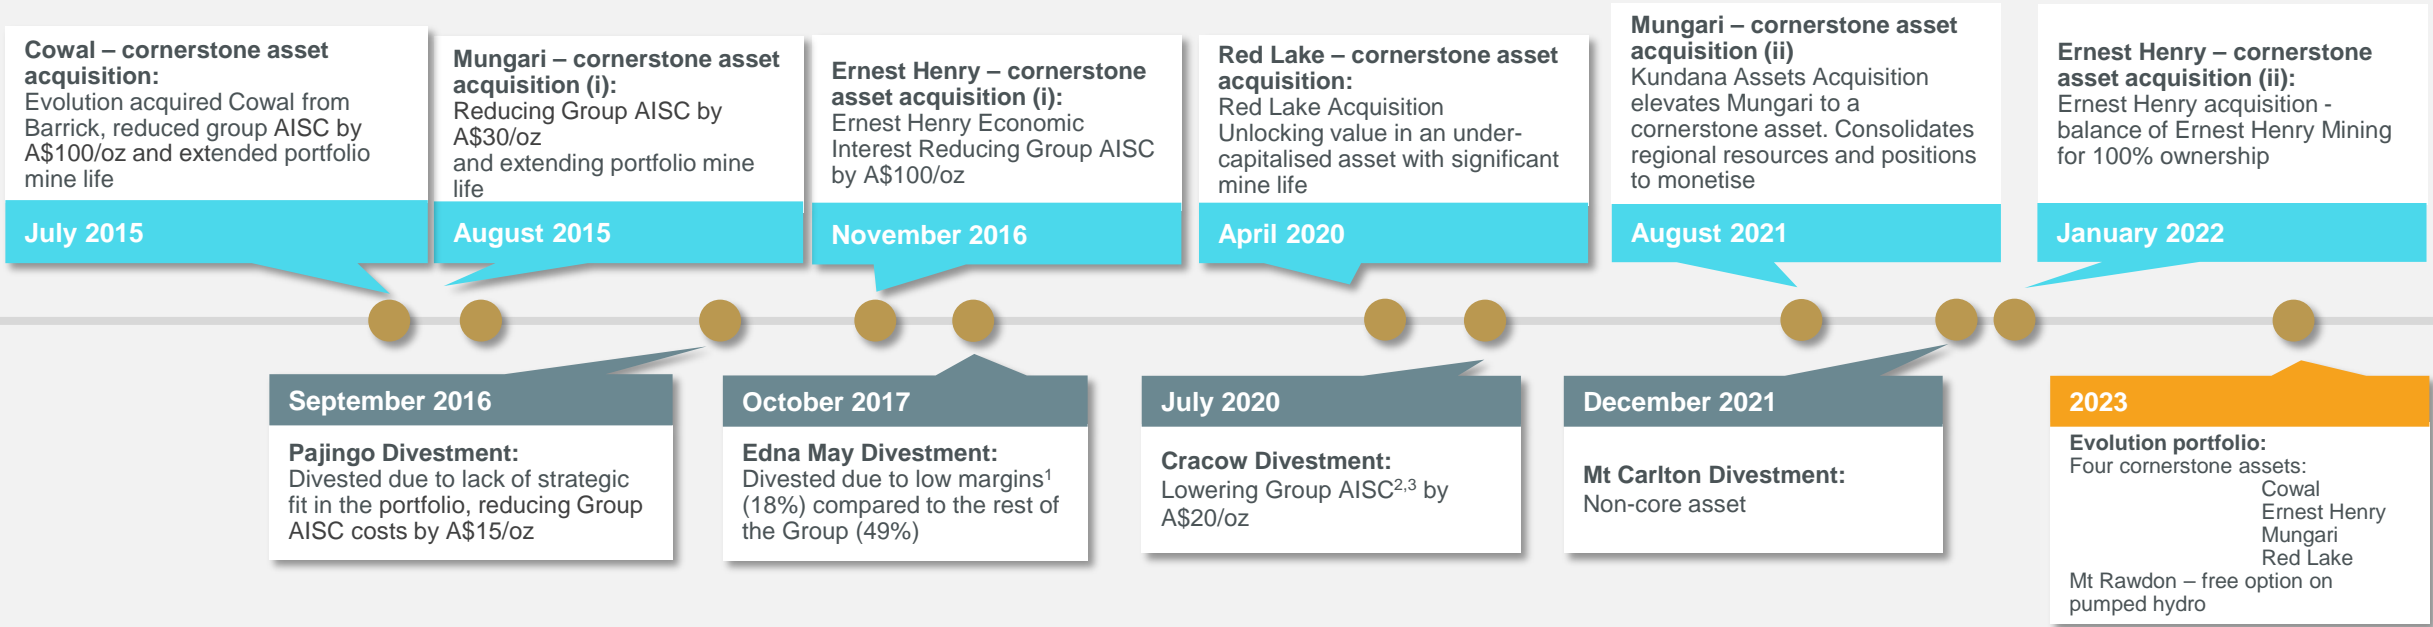 Cowal – cornerstone asset
acquisition:
Evolution acquired Cowal from
Barrick, reduced group AISC by
A$100/oz and extended portfolio
mine life
July 2015
Mungari – cornerstone asset
acquisition (i):
Reducing Group AISC by
A$30/oz
and extending portfolio mine
life
August 2015
Ernest Henry – cornerstone
asset acquisition (i):
Ernest Henry Economic
Interest Reducing Group AISC
by A$100/oz
November 2016
Red Lake – cornerstone asset
acquisition:
Red Lake Acquisition
Unlocking value in an under-
capitalised asset with significant
mine life
April 2020
Mungari – cornerstone asset
acquisition (ii)
Kundana Assets Acquisition
elevates Mungari to a
cornerstone asset. Consolidates
regional resources and positions
to monetise
August 2021
Ernest Henry – cornerstone
asset acquisition (ii):
Ernest Henry acquisition -
balance of Ernest Henry Mining
for 100% ownership
January 2022
September 2016
Pajingo Divestment:
Divested due to lack of strategic
fit in the portfolio, reducing Group
AISC costs by A$15/oz
October 2017
Edna May Divestment:
Divested due to low margins¹
(18%) compared to the rest of
the Group (49%)
July 2020
Cracow Divestment:
Lowering Group AISC²,³ by
A$20/oz
December 2021
Mt Carlton Divestment:
Non-core asset
2023
Evolution portfolio:
Four cornerstone assets:
Cowal
Ernest Henry
Mungari
Red Lake
Mt Rawdon – free option on
pumped hydro